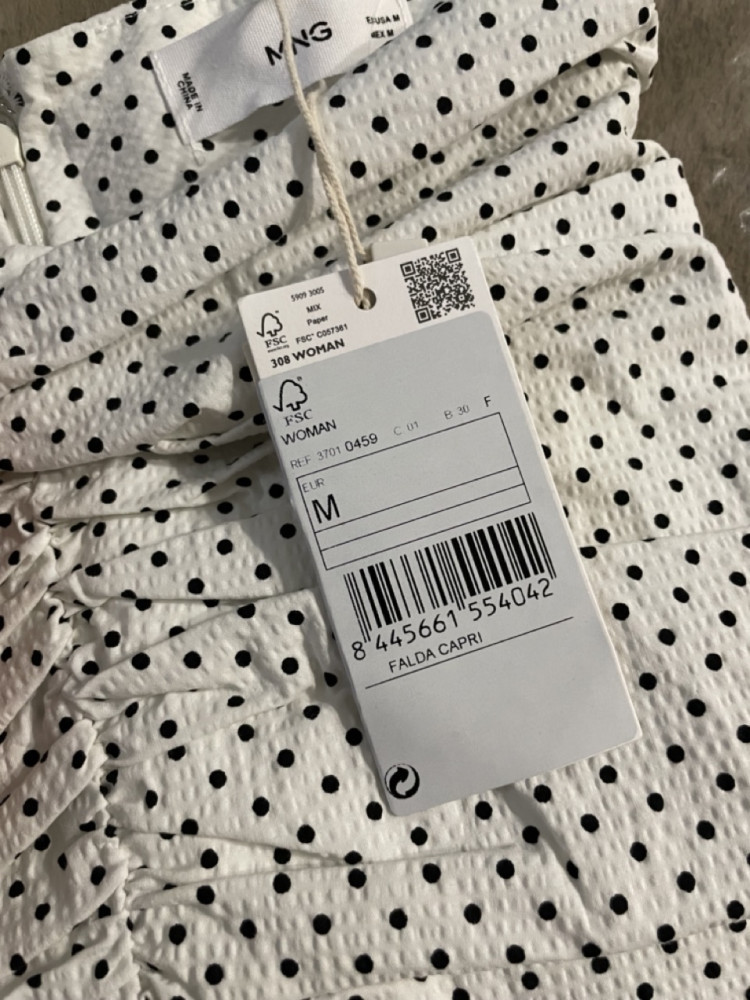 MNG
E/USA M
MEX M
MADE IN
CHINA
5909 3005
MIX
Paper
FSC® C057361
FSC
308 WOMAN
FSC
WOMAN
REF 3701 0459 C 01 B 30 F
EUR
M
8 445661 554042
FALDA CAPRI